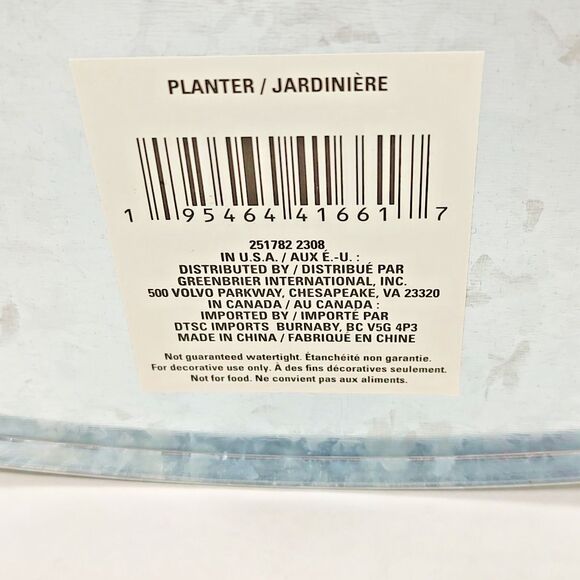 PLANTER / JARDINIÈRE
1 95464 41661 7
251782 2308
IN U.S.A. / AUX É.-U. :
DISTRIBUTED BY / DISTRIBUÉ PAR
GREENBRIER INTERNATIONAL, INC.
500 VOLVO PARKWAY, CHESAPEAKE, VA 23320
IN CANADA / AU CANADA :
IMPORTED BY / IMPORTÉ PAR
DTSC IMPORTS BURNABY, BC V5G 4P3
MADE IN CHINA / FABRIQUÉ EN CHINE
Not guaranteed watertight. Étanchéité non garantie.
For decorative use only. À des fins décoratives seulement.
Not for food. Ne convient pas aux aliments.